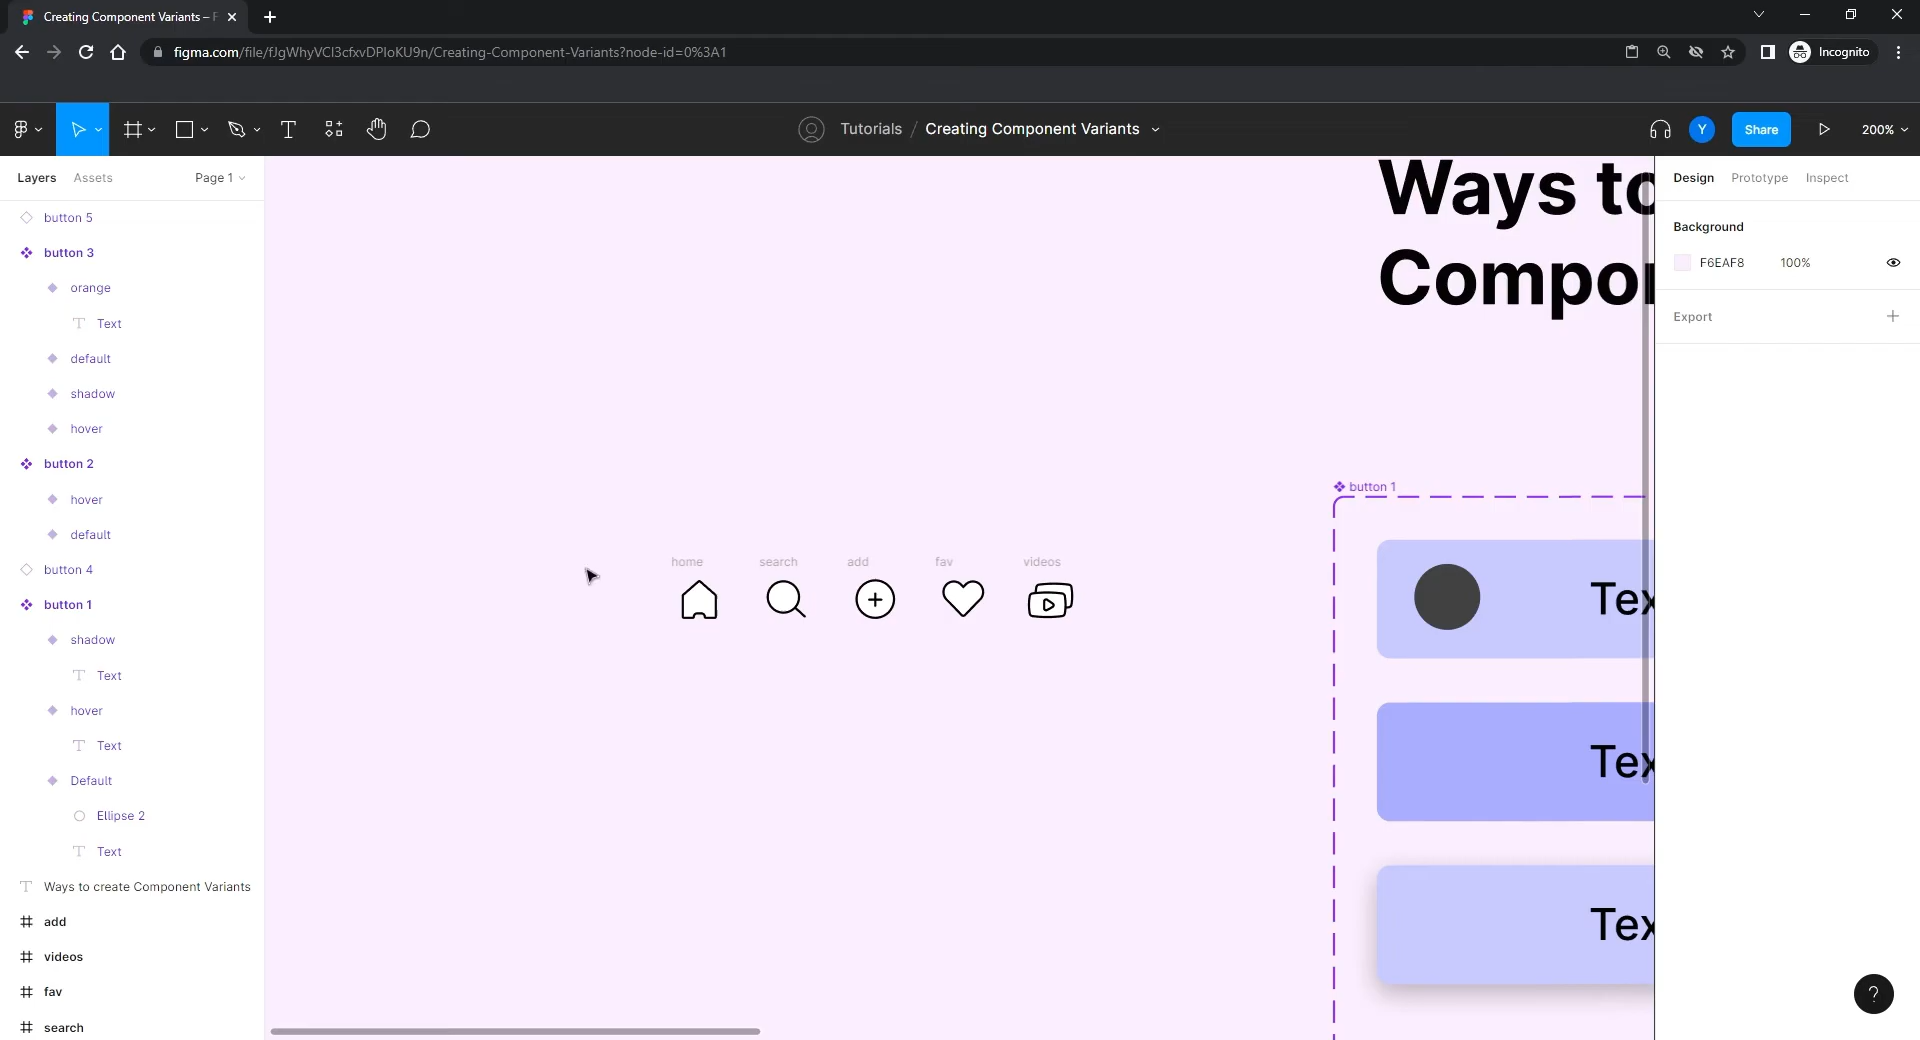 Creating Component Variants – F
figma.com/file/fJgWhyVCl3cfxvDPloKU9n/Creating-Component-Variants?node-id=0%3A1
Incognito
Tutorials / Creating Component Variants
Y
Share
200%
Layers
Assets
Page 1
Design
Prototype
Inspect
button 5
button 3
orange
Text
default
shadow
hover
button 2
hover
default
button 4
button 1
shadow
Text
hover
Text
Default
Ellipse 2
Text
Ways to create Component Variants
add
videos
fav
search
Ways to
Compon
home
search
add
fav
videos
button 1
Tex
Tex
Tex
Background
F6EAF8
100%
Export
?